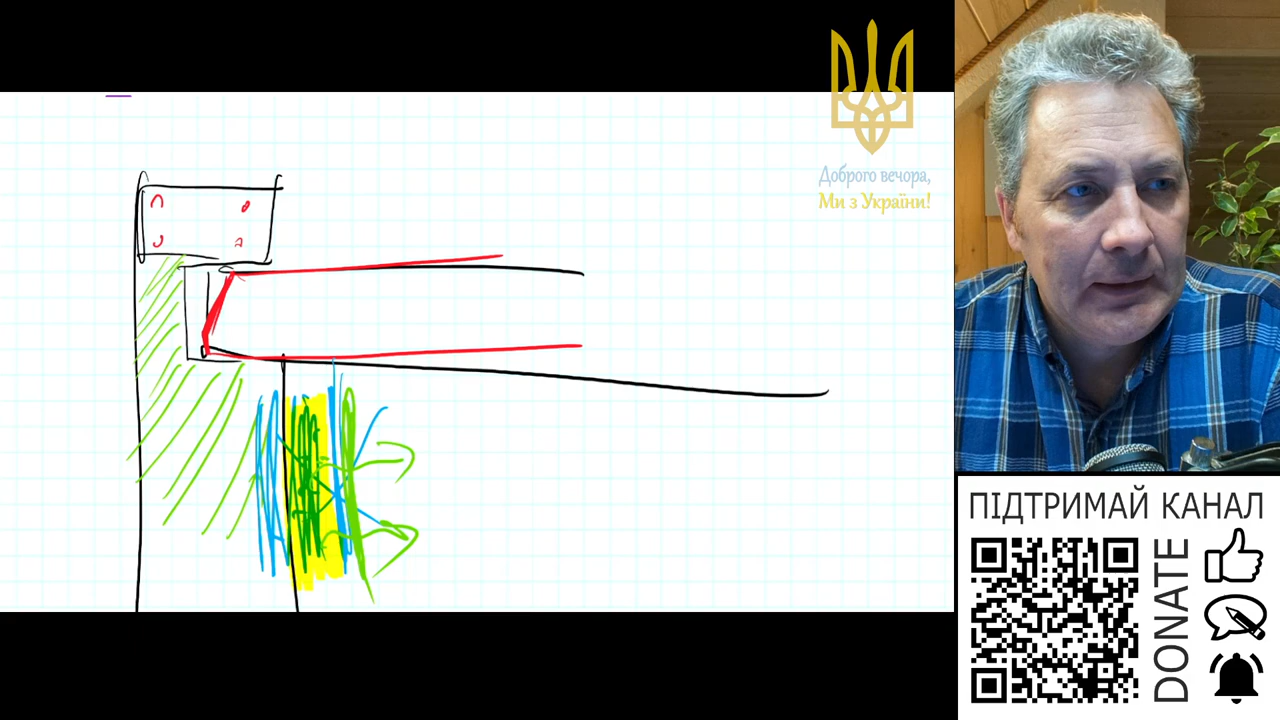 Доброго вечора,
Ми з України!
ПІДТРИМАЙ КАНАЛ
DONATE